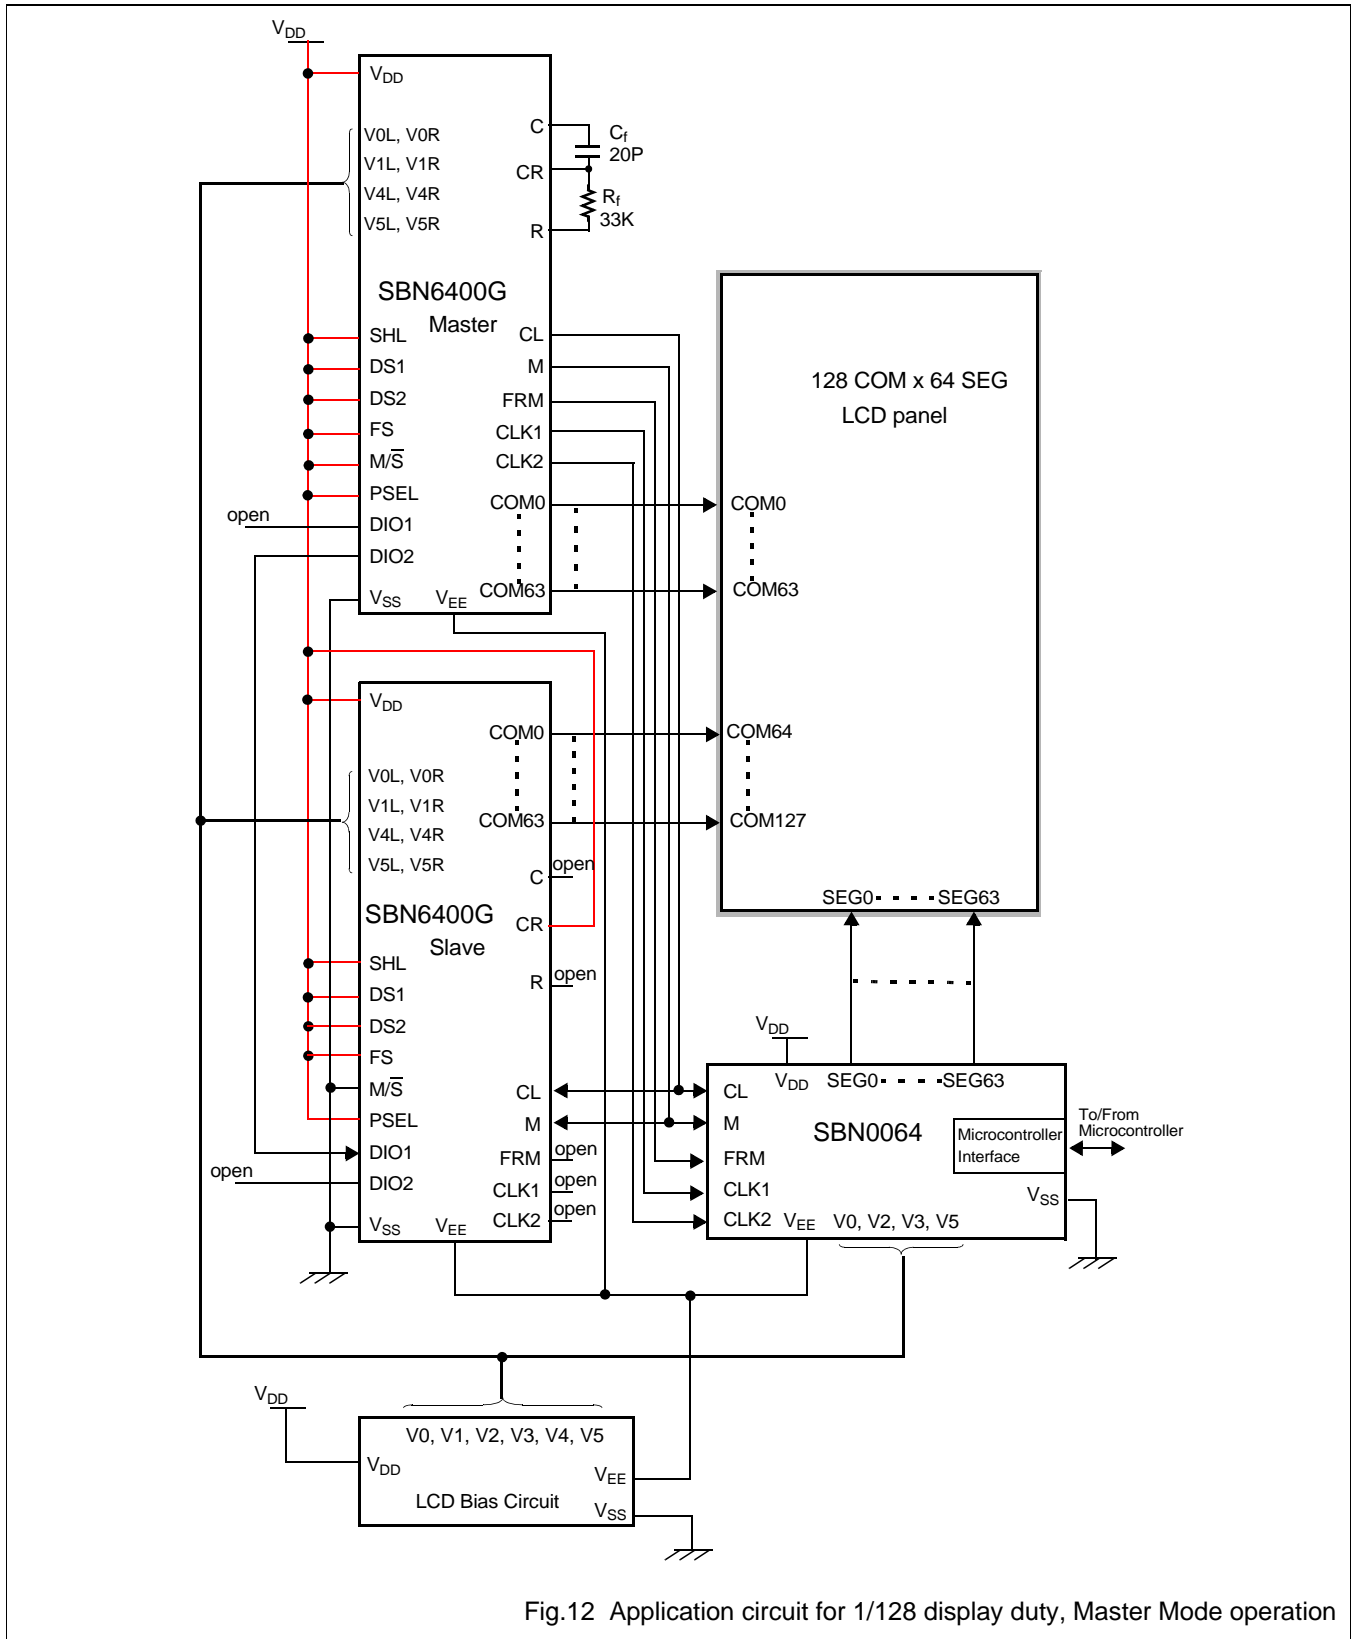 VDD
VDD
V0L, V0R
V1L, V1R
V4L, V4R
V5L, V5R
C
CR
R
Cf
20P
Rf
33K
SBN6400G
Master
SHL
DS1
DS2
FS
M/S̅
PSEL
open
DIO1
DIO2
VSS
VEE
CL
M
FRM
CLK1
CLK2
COM0
COM63
128 COM x 64 SEG
LCD panel
COM0
COM63
COM64
COM127
SEG0
SEG63
VDD
COM0
COM63
V0L, V0R
V1L, V1R
V4L, V4R
V5L, V5R
C
open
SBN6400G
Slave
CR
R
open
SHL
DS1
DS2
FS
M/S̅
PSEL
DIO1
open
DIO2
VSS
VEE
CL
M
FRM
open
CLK1
open
CLK2
open
VDD
VDD
SEG0
SEG63
CL
M
FRM
CLK1
CLK2
SBN0064
Microcontroller
Interface
To/From
Microcontroller
VSS
VEE
V0, V2, V3, V5
VDD
V0, V1, V2, V3, V4, V5
VDD
VEE
LCD Bias Circuit
VSS
Fig.12 Application circuit for 1/128 display duty, Master Mode operation